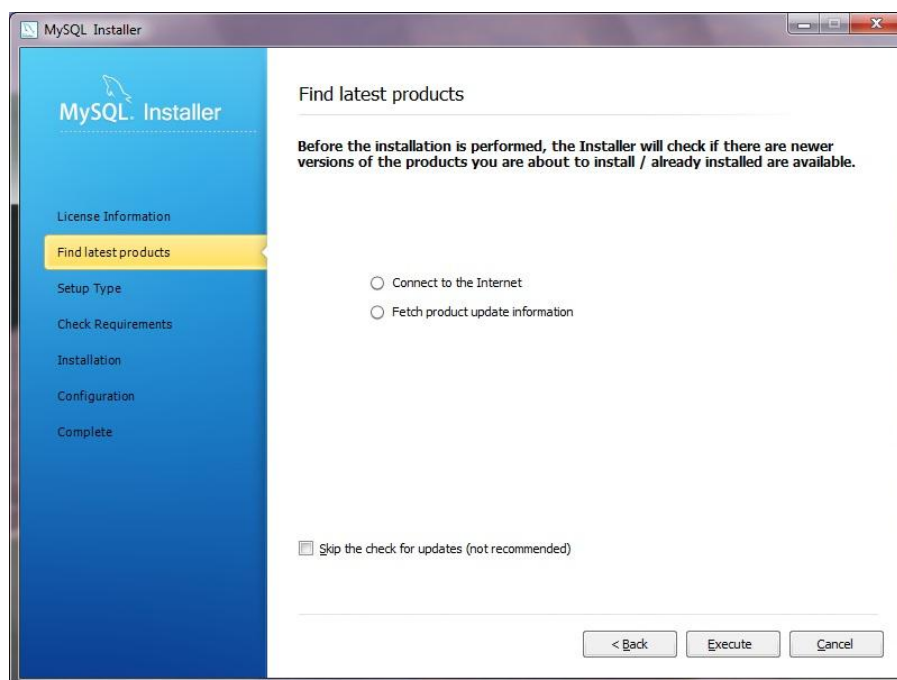 MySQL Installer
MySQL. Installer
License Information
Find latest products
Setup Type
Check Requirements
Installation
Configuration
Complete
Find latest products
Before the installation is performed, the Installer will check if there are newer
versions of the products you are about to install / already installed are available.
Connect to the Internet
Fetch product update information
Skip the check for updates (not recommended)
< Back
Execute
Cancel